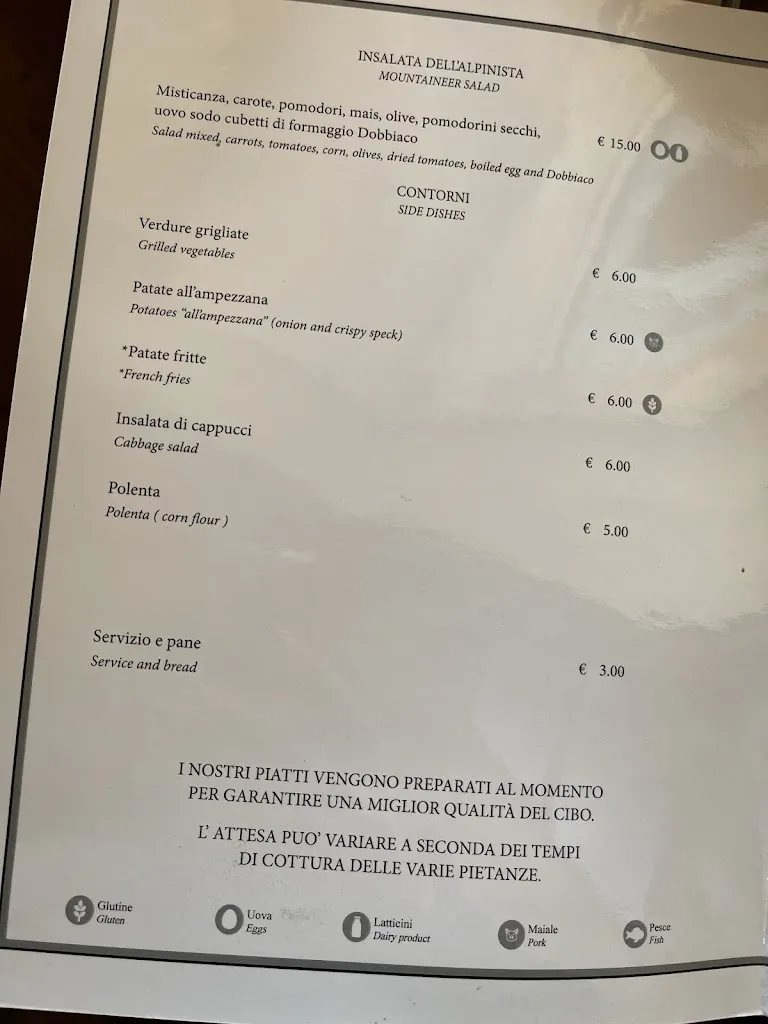 INSALATA DELL'ALPINISTA
MOUNTAINEER SALAD
Misticanza, carote, pomodori, mais, olive, pomodorini secchi,
uovo sodo cubetti di formaggio Dobbiaco
€ 15.00
Salad mixed, carrots, tomatoes, corn, olives, dried tomatoes, boiled egg and Dobbiaco
CONTORNI
SIDE DISHES
Verdure grigliate
Grilled vegetables
€ 6.00
Patate all'ampezzana
Potatoes "all'ampezzana" (onion and crispy speck)
€ 6.00
*Patate fritte
*French fries
€ 6.00
Insalata di cappucci
Cabbage salad
€ 6.00
Polenta
Polenta ( corn flour )
€ 5.00
Servizio e pane
Service and bread
€ 3.00
I NOSTRI PIATTI VENGONO PREPARATI AL MOMENTO
PER GARANTIRE UNA MIGLIOR QUALITÀ DEL CIBO.
L' ATTESA PUO' VARIARE A SECONDA DEI TEMPI
DI COTTURA DELLE VARIE PIETANZE.
Glutine
Gluten
Uova
Eggs
Latticini
Dairy product
Maiale
Pork
Pesce
Fish